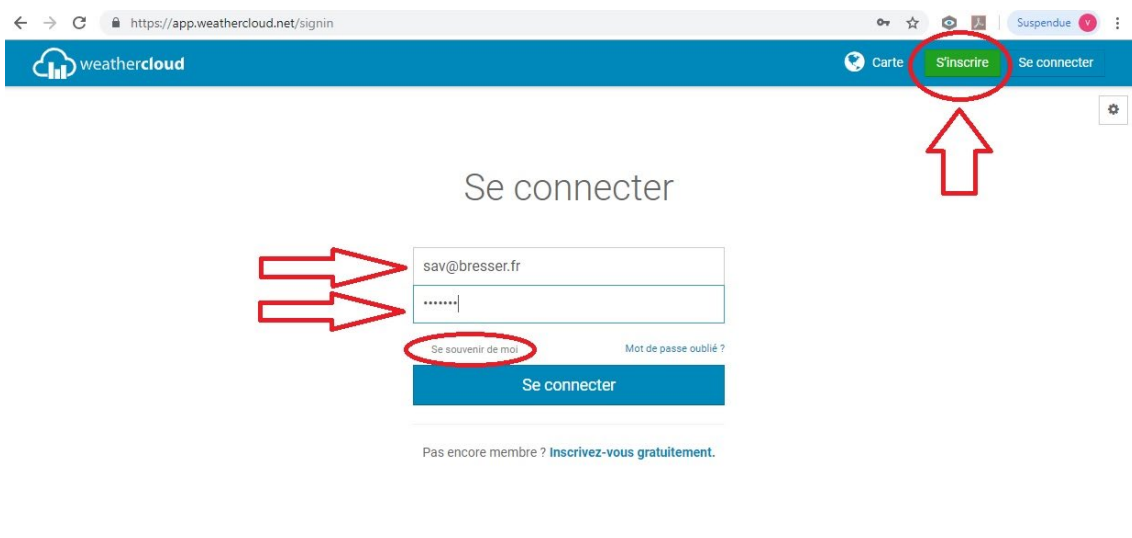 https://app.weathercloud.net/signin
Suspendue V
weathercloud
Carte S'inscrire Se connecter
Se connecter
sav@bresser.fr
•••••••
Se souvenir de moi Mot de passe oublié ?
Se connecter
Pas encore membre ? Inscrivez-vous gratuitement.